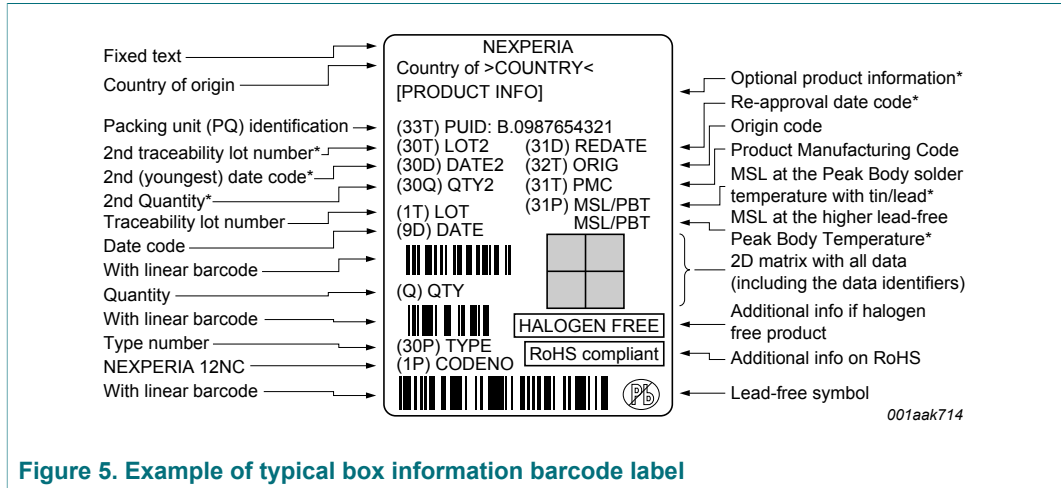 Fixed text
Country of origin
Packing unit (PQ) identification
2nd traceability lot number*
2nd (youngest) date code*
2nd Quantity*
Traceability lot number
Date code
With linear barcode
Quantity
With linear barcode
Type number
NEXPERIA 12NC
With linear barcode
NEXPERIA
Country of >COUNTRY<
[PRODUCT INFO]
(33T) PUID: B.0987654321
(30T) LOT2 (31D) REDATE
(30D) DATE2 (32T) ORIG
(30Q) QTY2 (31T) PMC
(31P) MSL/PBT
(1T) LOT MSL/PBT
(9D) DATE
(Q) QTY
HALOGEN FREE
(30P) TYPE
RoHS compliant
(1P) CODENO
Pb
Optional product information*
Re-approval date code*
Origin code
Product Manufacturing Code
MSL at the Peak Body solder
temperature with tin/lead*
MSL at the higher lead-free
Peak Body Temperature*
2D matrix with all data
(including the data identifiers)
Additional info if halogen
free product
Additional info on RoHS
Lead-free symbol
001aak714
Figure 5. Example of typical box information barcode label